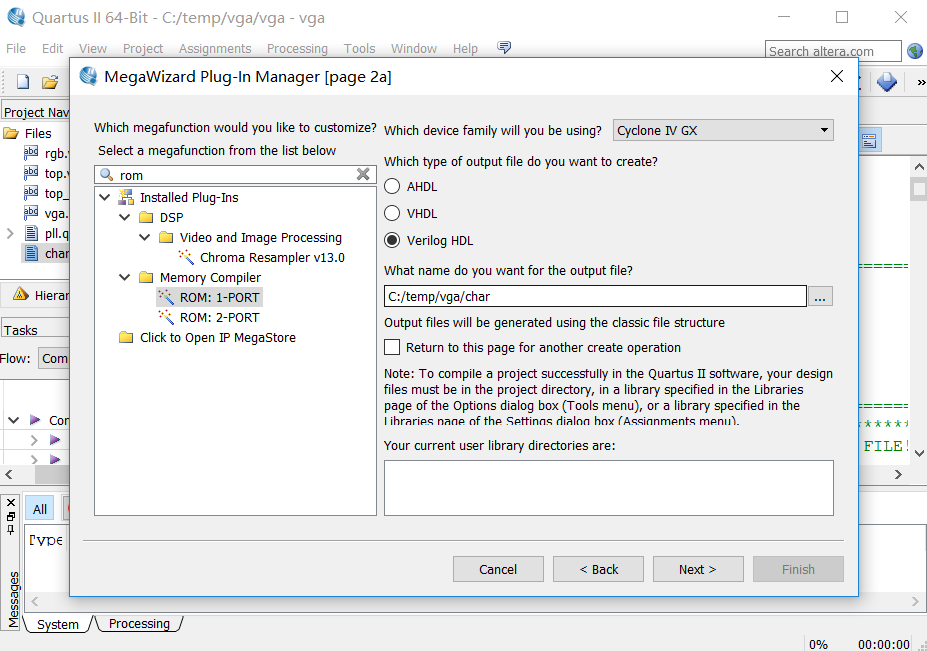 Quartus II 64-Bit - C:/temp/vga/vga - vga
File Edit View Project Assignments Processing Tools Window Help
Search altera.com
MegaWizard Plug-In Manager [page 2a]
Project Nav
Files
rgb.
top.v
top_
vga.
pll.q
char
Hierar
Tasks
Flow: Com
Con
Which megafunction would you like to customize?
Select a megafunction from the list below
rom
Installed Plug-Ins
DSP
Video and Image Processing
Chroma Resampler v13.0
Memory Compiler
ROM: 1-PORT
ROM: 2-PORT
Click to Open IP MegaStore
Which device family will you be using? Cyclone IV GX
Which type of output file do you want to create?
AHDL
VHDL
Verilog HDL
What name do you want for the output file?
C:/temp/vga/char
...
Output files will be generated using the classic file structure
Return to this page for another create operation
Note: To compile a project successfully in the Quartus II software, your design
files must be in the project directory, in a library specified in the Libraries
page of the Options dialog box (Tools menu), or a library specified in the
Libraries page of the Settings dialog box (Assignments menu).
Your current user library directories are:
Cancel < Back Next > Finish
======
======
*****
FILE!
All
Type
Messages
System Processing
0% 00:00:00